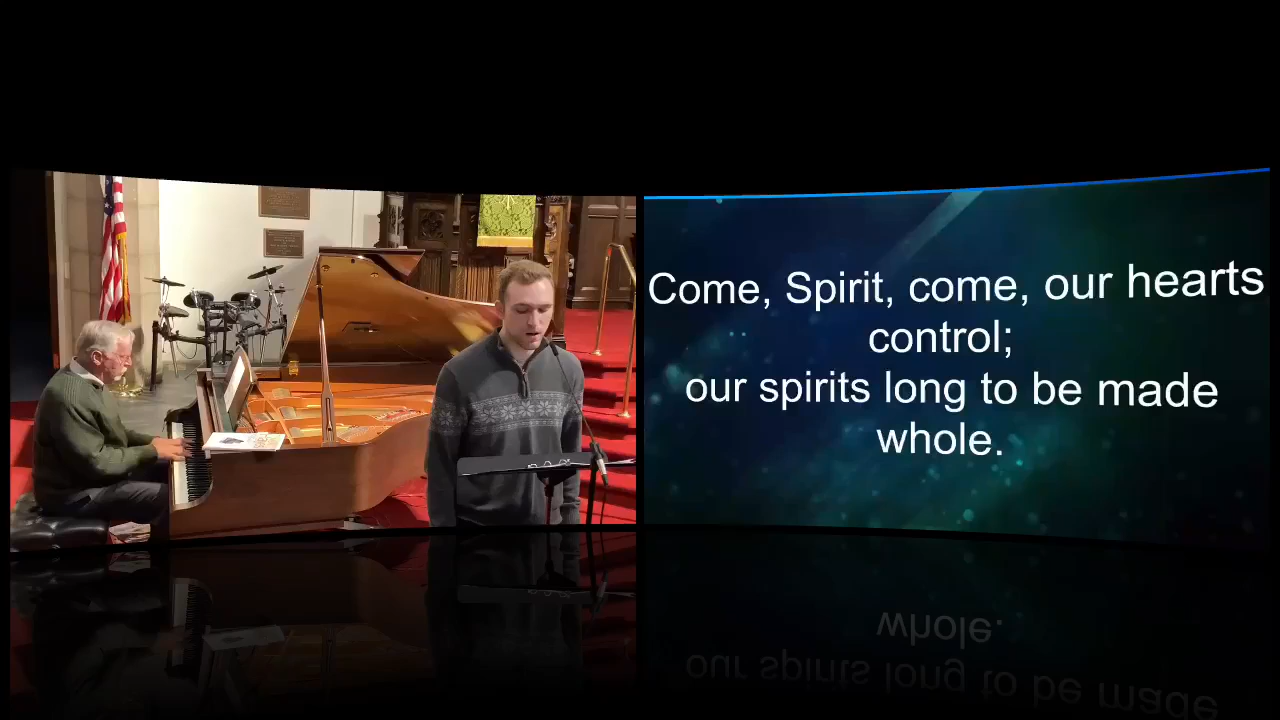 Come, Spirit, come, our hearts
control;
our spirits long to be made
whole.